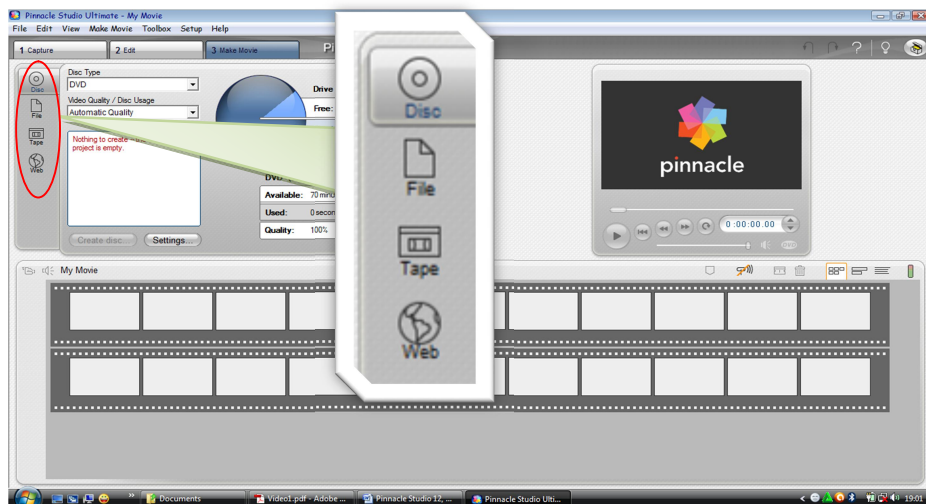 Pinnacle Studio Ultimate - My Movie
File Edit View Make Movie Toolbox Setup Help
1 Capture
2 Edit
3 Make Movie
Disc Type
DVD
Video Quality / Disc Usage
Automatic Quality
Disc
File
Tape
Web
Nothing to create
project is empty.
Create disc...
Settings...
Drive
Free:
Available: 70
Used: 0
Quality: 100%
Disc
File
Tape
Web
pinnacle
0:00:00.00
My Movie
Documents
Video1.pdf - Adobe ...
Pinnacle Studio 12, ...
Pinnacle Studio Ulti...
19:01